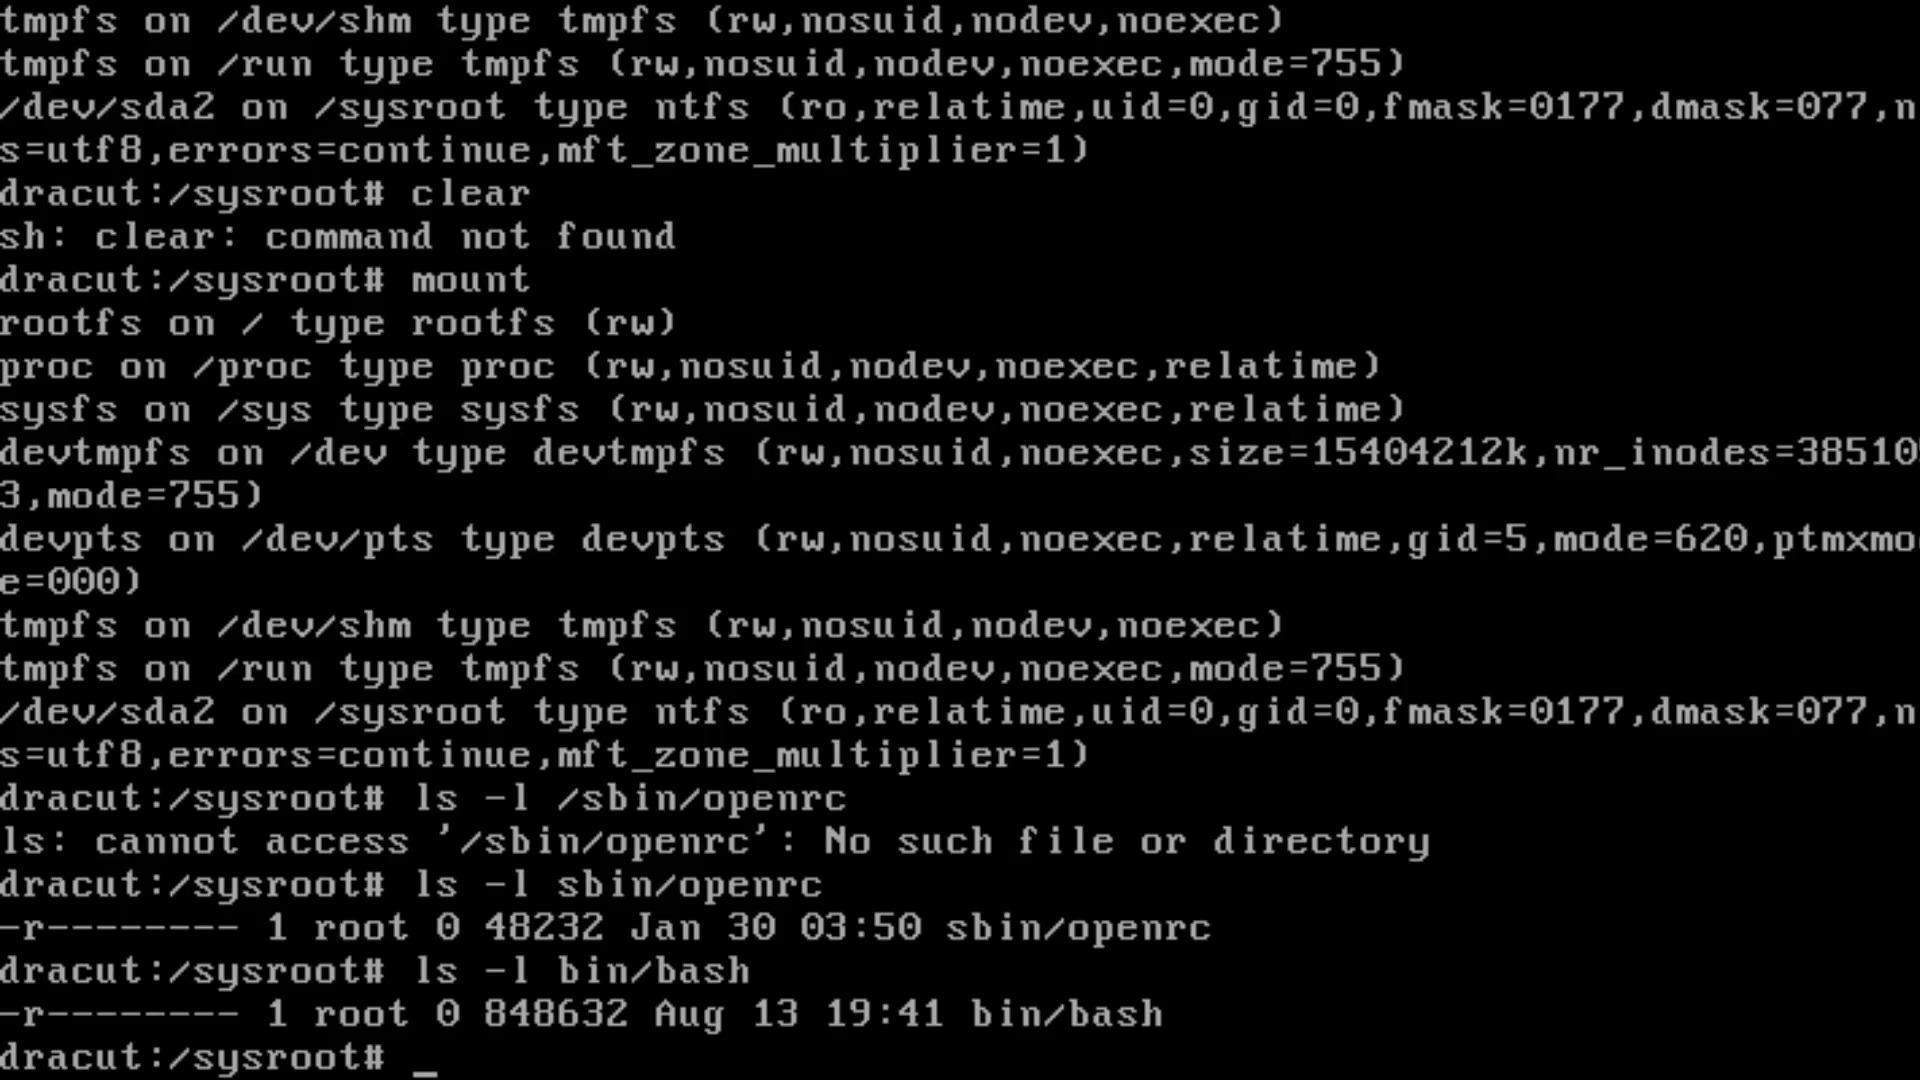 tmpfs on /dev/shm type tmpfs (rw,nosuid,nodev,noexec)
tmpfs on /run type tmpfs (rw,nosuid,nodev,noexec,mode=755)
/dev/sda2 on /sysroot type ntfs (ro,relatime,uid=0,gid=0,fmask=0177,dmask=077,n
s=utf8,errors=continue,mft_zone_multiplier=1)
dracut:/sysroot# clear
sh: clear: command not found
dracut:/sysroot# mount
rootfs on / type rootfs (rw)
proc on /proc type proc (rw,nosuid,nodev,noexec,relatime)
sysfs on /sys type sysfs (rw,nosuid,nodev,noexec,relatime)
devtmpfs on /dev type devtmpfs (rw,nosuid,noexec,size=15404212k,nr_inodes=38510
3,mode=755)
devpts on /dev/pts type devpts (rw,nosuid,noexec,relatime,gid=5,mode=620,ptmxmo
e=000)
tmpfs on /dev/shm type tmpfs (rw,nosuid,nodev,noexec)
tmpfs on /run type tmpfs (rw,nosuid,nodev,noexec,mode=755)
/dev/sda2 on /sysroot type ntfs (ro,relatime,uid=0,gid=0,fmask=0177,dmask=077,n
s=utf8,errors=continue,mft_zone_multiplier=1)
dracut:/sysroot# ls -l /sbin/openrc
ls: cannot access '/sbin/openrc': No such file or directory
dracut:/sysroot# ls -l sbin/openrc
-r-------- 1 root 0 48232 Jan 30 03:50 sbin/openrc
dracut:/sysroot# ls -l bin/bash
-r-------- 1 root 0 848632 Aug 13 19:41 bin/bash
dracut:/sysroot# _